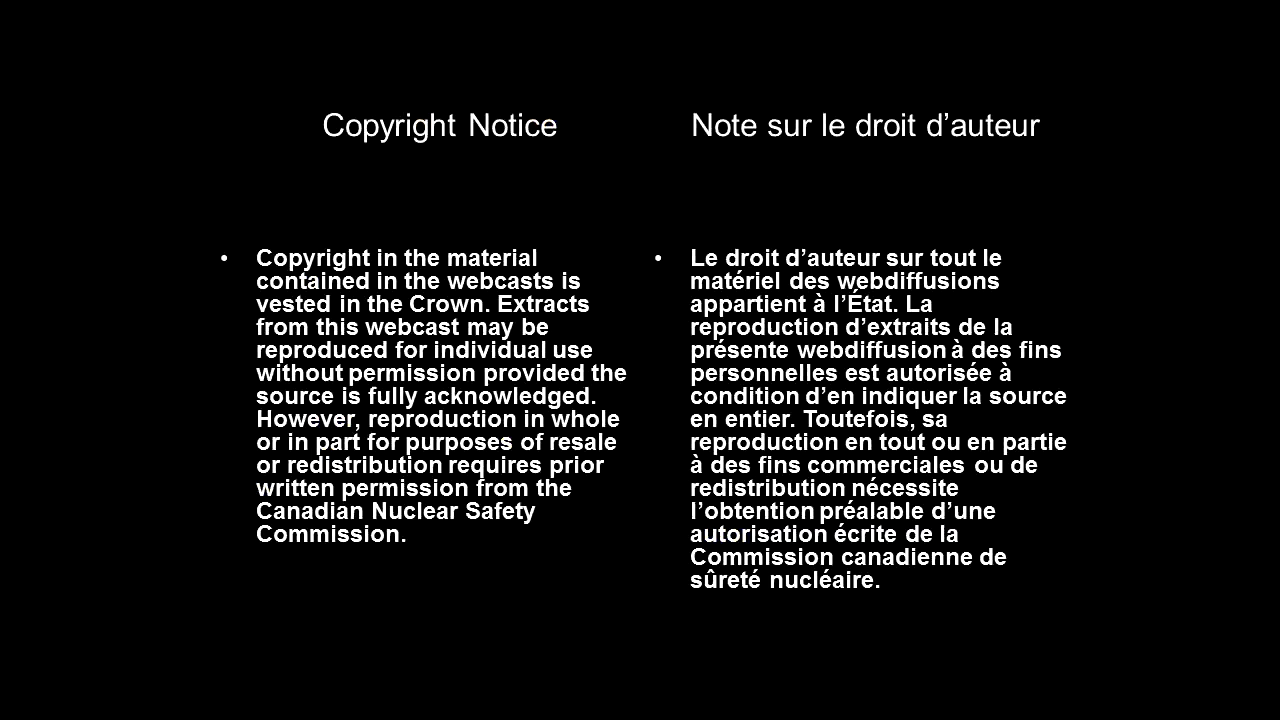 Copyright Notice
• Copyright in the material
contained in the webcasts is
vested in the Crown. Extracts
from this webcast may be
reproduced for individual use
without permission provided the
source is fully acknowledged.
However, reproduction in whole
or in part for purposes of resale
or redistribution requires prior
written permission from the
Canadian Nuclear Safety
Commission.
Note sur le droit d’auteur
• Le droit d’auteur sur tout le
matériel des webdiffusions
appartient à l’État. La
reproduction d’extraits de la
présente webdiffusion à des fins
personnelles est autorisée à
condition d’en indiquer la source
en entier. Toutefois, sa
reproduction en tout ou en partie
à des fins commerciales ou de
redistribution nécessite
l’obtention préalable d’une
autorisation écrite de la
Commission canadienne de
sûreté nucléaire.